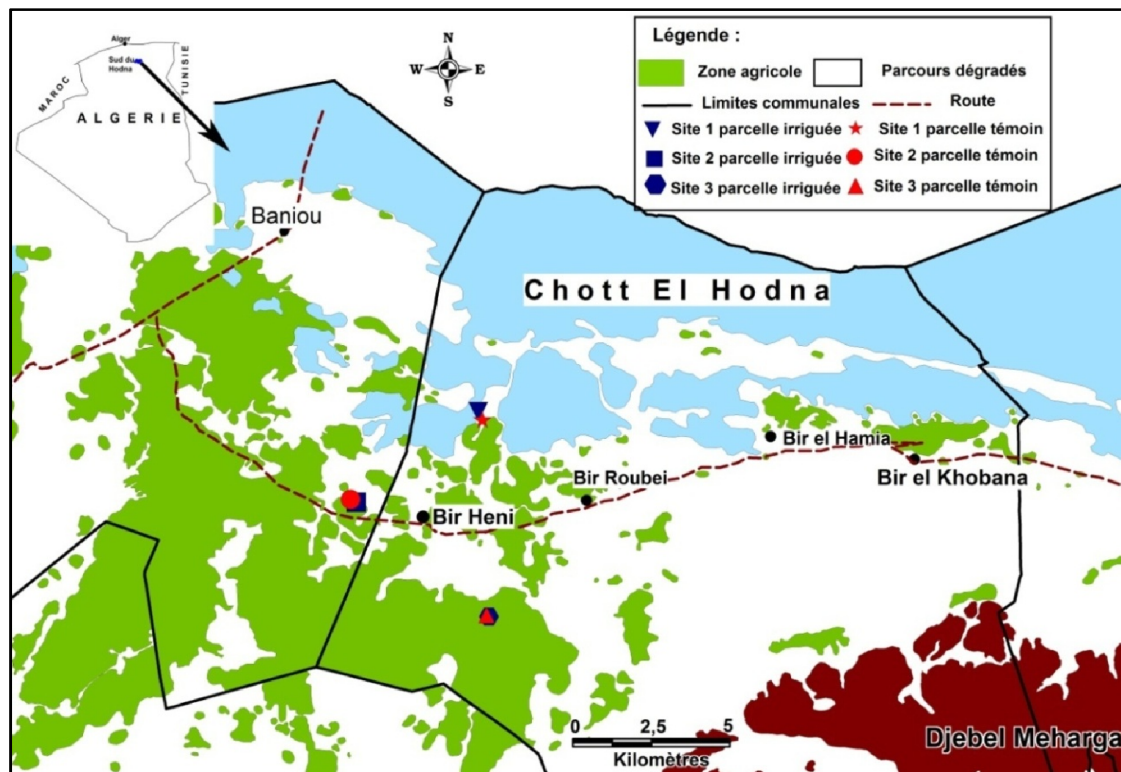 Alger
Sud du
Hodna
MAROC
TUNISIE
ALGERIE
N
W E
S
Légende :
Zone agricole
Parcours dégradés
Limites communales
Route
Site 1 parcelle irriguée
Site 1 parcelle témoin
Site 2 parcelle irriguée
Site 2 parcelle témoin
Site 3 parcelle irriguée
Site 3 parcelle témoin
Baniou
Chott El Hodna
Bir el Hamia
Bir Roubei
Bir el Khobana
Bir Heni
0 2,5 5
Kilomètres
Djebel Meharga